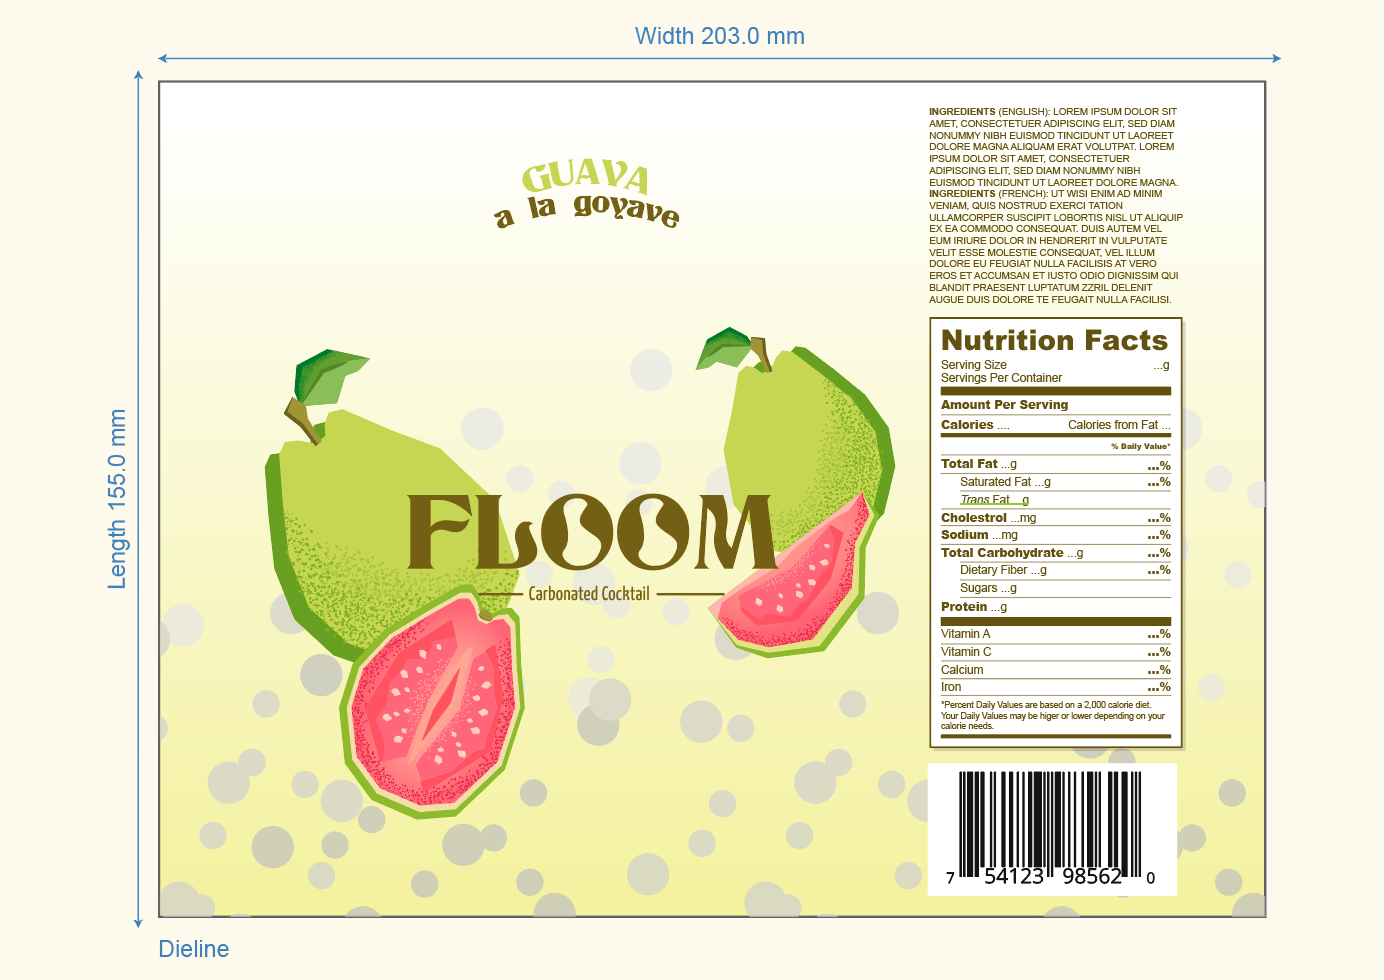 Width 203.0 mm
Length 155.0 mm
GUAVA
a la goyave
FLOOM
Carbonated Cocktail
INGREDIENTS (ENGLISH): LOREM IPSUM DOLOR SIT
AMET, CONSECTETUER ADIPISCING ELIT, SED DIAM
NONUMMY NIBH EUISMOD TINCIDUNT UT LAOREET
DOLORE MAGNA ALIQUAM ERAT VOLUTPAT. LOREM
IPSUM DOLOR SIT AMET, CONSECTETUER
ADIPISCING ELIT, SED DIAM NONUMMY NIBH
EUISMOD TINCIDUNT UT LAOREET DOLORE MAGNA.
INGREDIENTS (FRENCH): UT WISI ENIM AD MINIM
VENIAM, QUIS NOSTRUD EXERCI TATION
ULLAMCORPER SUSCIPIT LOBORTIS NISL UT ALIQUIP
EX EA COMMODO CONSEQUAT. DUIS AUTEM VEL
EUM IRIURE DOLOR IN HENDRERIT IN VULPUTATE
VELIT ESSE MOLESTIE CONSEQUAT, VEL ILLUM
DOLORE EU FEUGIAT NULLA FACILISIS AT VERO
EROS ET ACCUMSAN ET IUSTO ODIO DIGNISSIM QUI
BLANDIT PRAESENT LUPTATUM ZZRIL DELENIT
AUGUE DUIS DOLORE TE FEUGAIT NULLA FACILISI.
Nutrition Facts
Serving Size ...g
Servings Per Container
Amount Per Serving
Calories .... Calories from Fat ...
% Daily Value*
Total Fat ...g ...%
Saturated Fat ...g ...%
Trans Fat...g
Cholestrol ...mg ...%
Sodium ...mg ...%
Total Carbohydrate ...g ...%
Dietary Fiber ...g ...%
Sugars ...g
Protein ...g
Vitamin A ...%
Vitamin C ...%
Calcium ...%
Iron ...%
*Percent Daily Values are based on a 2,000 calorie diet.
Your Daily Values may be higer or lower depending on your
calorie needs.
7 54123 98562 0
Dieline